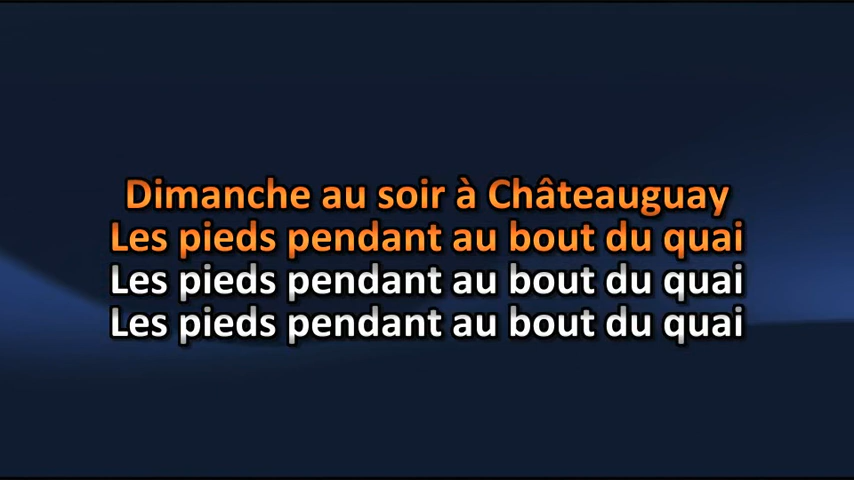 Dimanche au soir à Châteauguay
Les pieds pendant au bout du quai
Les pieds pendant au bout du quai
Les pieds pendant au bout du quai